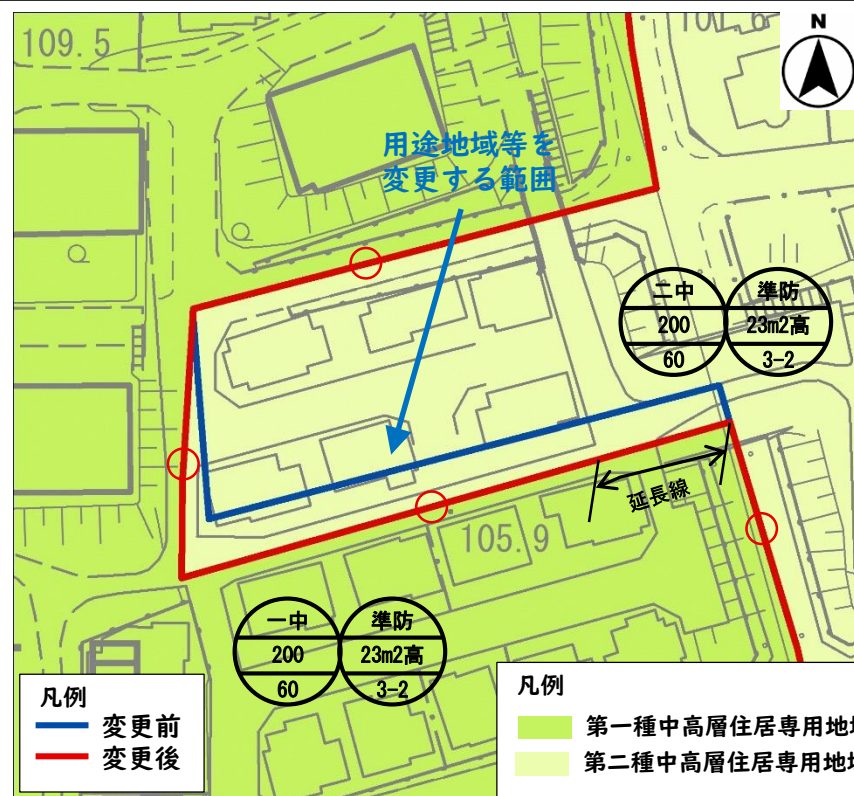 109.5
N
用途地域等を
変更する範囲
二中
200
60
準防
23m2高
3-2
延長線
105.9
一中
200
60
準防
23m2高
3-2
凡例
変更前
変更後
凡例
第一種中高層住居専用地
第二種中高層住居専用地